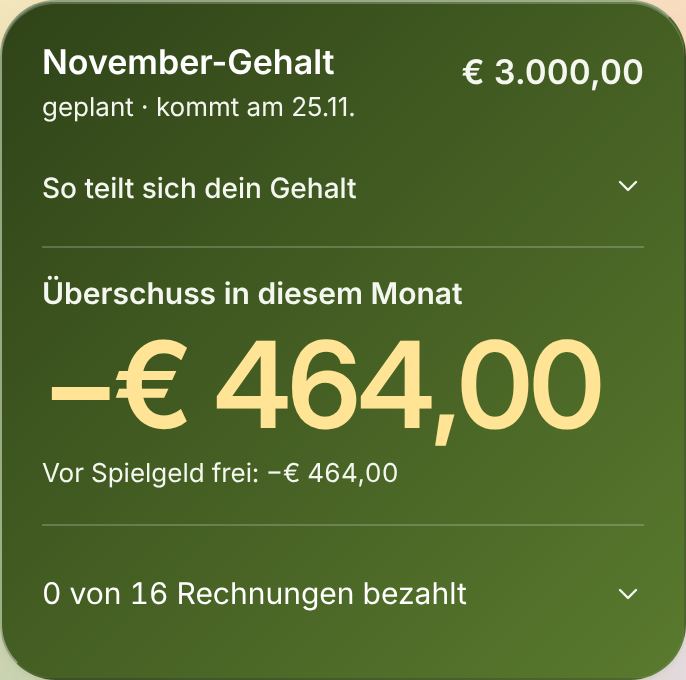 November-Gehalt
€ 3.000,00
geplant · kommt am 25.11.
So teilt sich dein Gehalt
Überschuss in diesem Monat
−€ 464,00
Vor Spielgeld frei: −€ 464,00
0 von 16 Rechnungen bezahlt